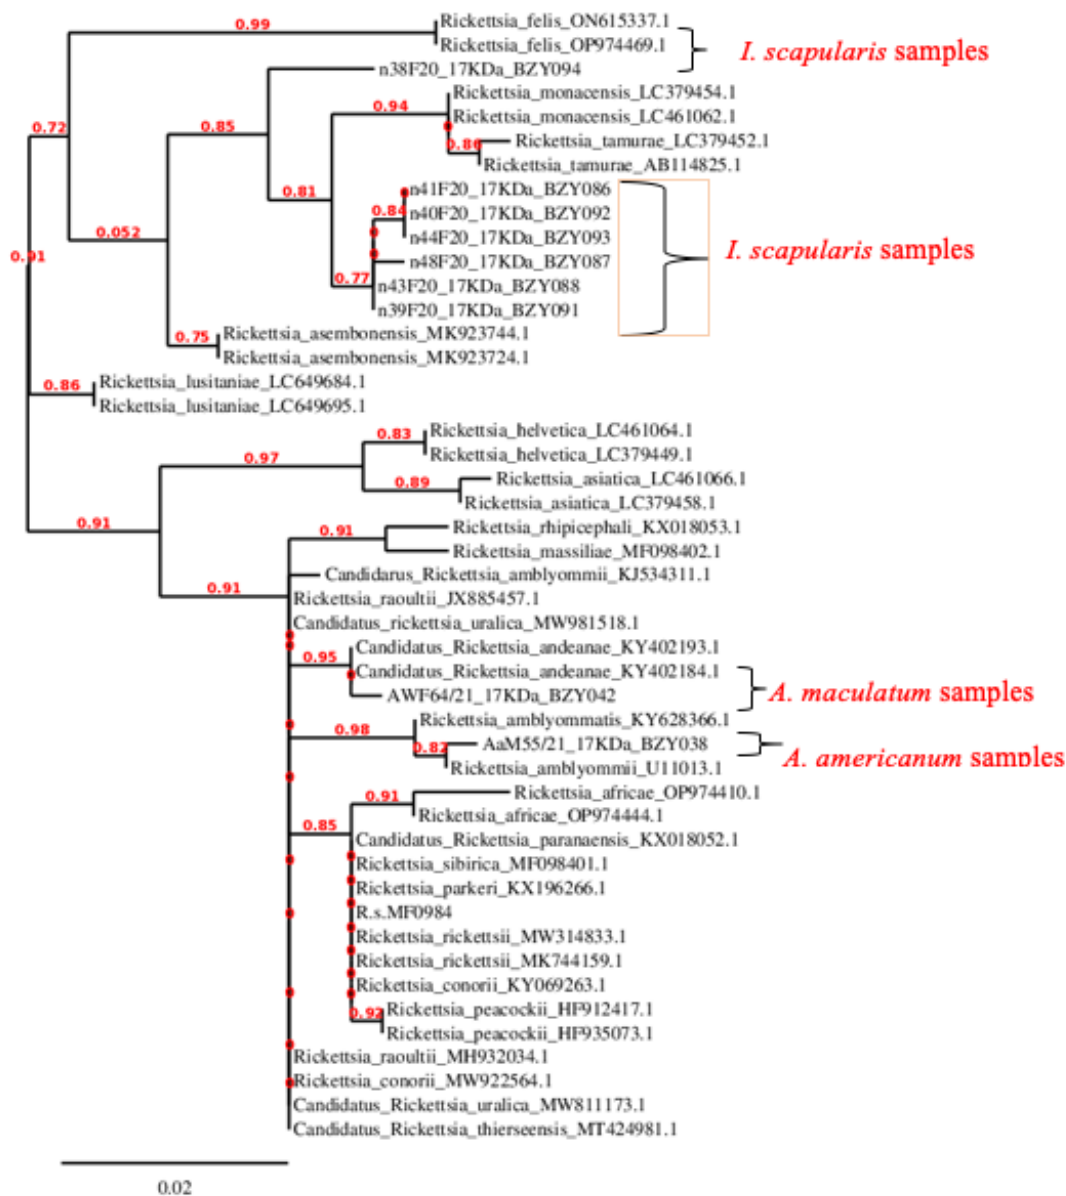 0.99
Rickettsia_felis_ON615337.1
Rickettsia_felis_OP974469.1
I. scapularis samples
n38F20_17KDa_BZY094
Rickettsia_monacensis_LC379454.1
0.94
Rickettsia_monacensis_LC461062.1
0.72
0.85
Rickettsia_tamurae_LC379452.1
0.86
Rickettsia_tamurae_AB114825.1
n41F20_17KDa_BZY086
0.81
0.84
n40F20_17KDa_BZY092
0.052
n44F20_17KDa_BZY093
I. scapularis samples
0.91
n48F20_17KDa_BZY087
0.77
n43F20_17KDa_BZY088
n39F20_17KDa_BZY091
0.75
Rickettsia_asembonensis_MK923744.1
Rickettsia_asembonensis_MK923724.1
0.86
Rickettsia_lusitaniae_LC649684.1
Rickettsia_lusitaniae_LC649695.1
0.83
Rickettsia_helvetica_LC461064.1
0.97
Rickettsia_helvetica_LC379449.1
0.89
Rickettsia_asiatica_LC461066.1
Rickettsia_asiatica_LC379458.1
0.91
0.91
Rickettsia_rhipicephali_KX018053.1
Rickettsia_massiliae_MF098402.1
Candidarus_Rickettsia_amblyommii_KJ534311.1
0.91
Rickettsia_raoultii_JX885457.1
Candidatus_rickettsia_uralica_MW981518.1
Candidatus_Rickettsia_andeanae_KY402193.1
0.95
Candidatus_Rickettsia_andeanae_KY402184.1
AWF64/21_17KDa_BZY042
A. maculatum samples
Rickettsia_amblyommatis_KY628366.1
0.98
0.82
AaM55/21_17KDa_BZY038
A. americanum samples
Rickettsia_amblyommii_U11013.1
0.91
Rickettsia_africae_OP974410.1
Rickettsia_africae_OP974444.1
0.85
Candidatus_Rickettsia_paranaensis_KX018052.1
Rickettsia_sibirica_MF098401.1
Rickettsia_parkeri_KX196266.1
R.s.MF0984
Rickettsia_rickettsii_MW314833.1
Rickettsia_rickettsii_MK744159.1
Rickettsia_conorii_KY069263.1
0.92
Rickettsia_peacockii_HF912417.1
Rickettsia_peacockii_HF935073.1
Rickettsia_raoultii_MH932034.1
Rickettsia_conorii_MW922564.1
Candidatus_Rickettsia_uralica_MW811173.1
Candidatus_Rickettsia_thierseensis_MT424981.1
0.02